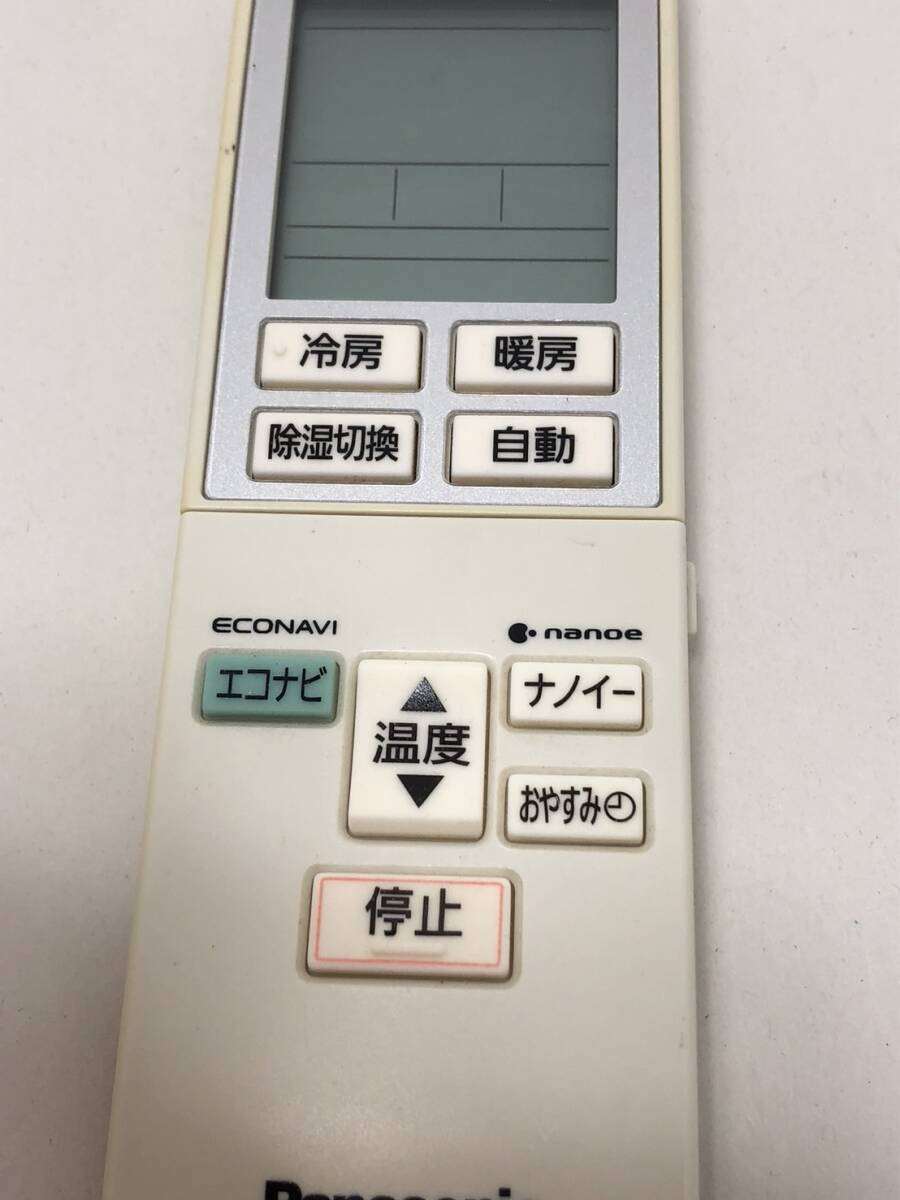 冷房 暖房
除湿切換 自動
ECONAVI nanoe
エコナビ ▲ ナノイー
温度
▼ おやすみ
停止
Panasonic